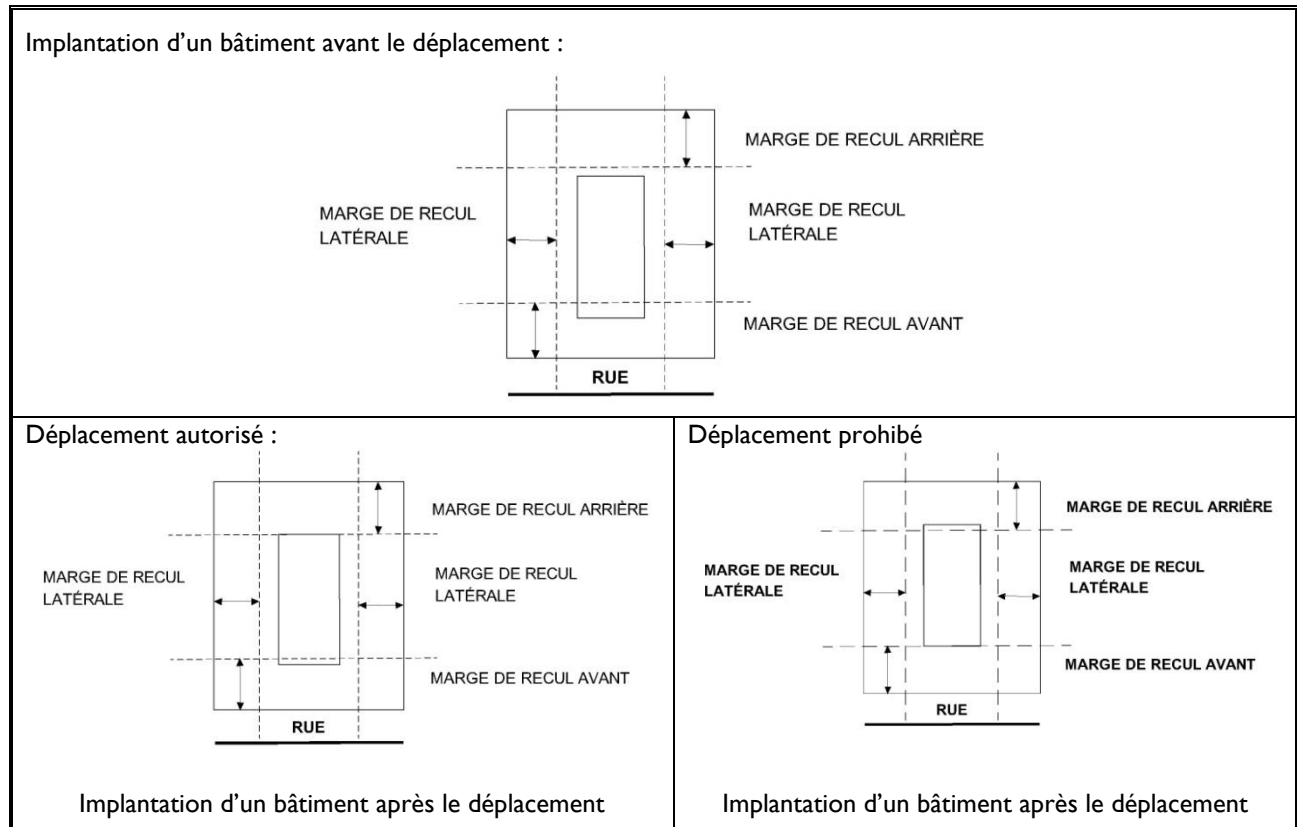 Implantation d’un bâtiment avant le déplacement :
MARGE DE RECUL ARRIÈRE
MARGE DE RECUL
LATÉRALE
MARGE DE RECUL
LATÉRALE
MARGE DE RECUL AVANT
RUE
Déplacement autorisé :
MARGE DE RECUL ARRIÈRE
MARGE DE RECUL
LATÉRALE
MARGE DE RECUL
LATÉRALE
MARGE DE RECUL AVANT
RUE
Implantation d’un bâtiment après le déplacement
Déplacement prohibé
MARGE DE RECUL ARRIÈRE
MARGE DE RECUL
LATÉRALE
MARGE DE RECUL
LATÉRALE
MARGE DE RECUL AVANT
RUE
Implantation d’un bâtiment après le déplacement